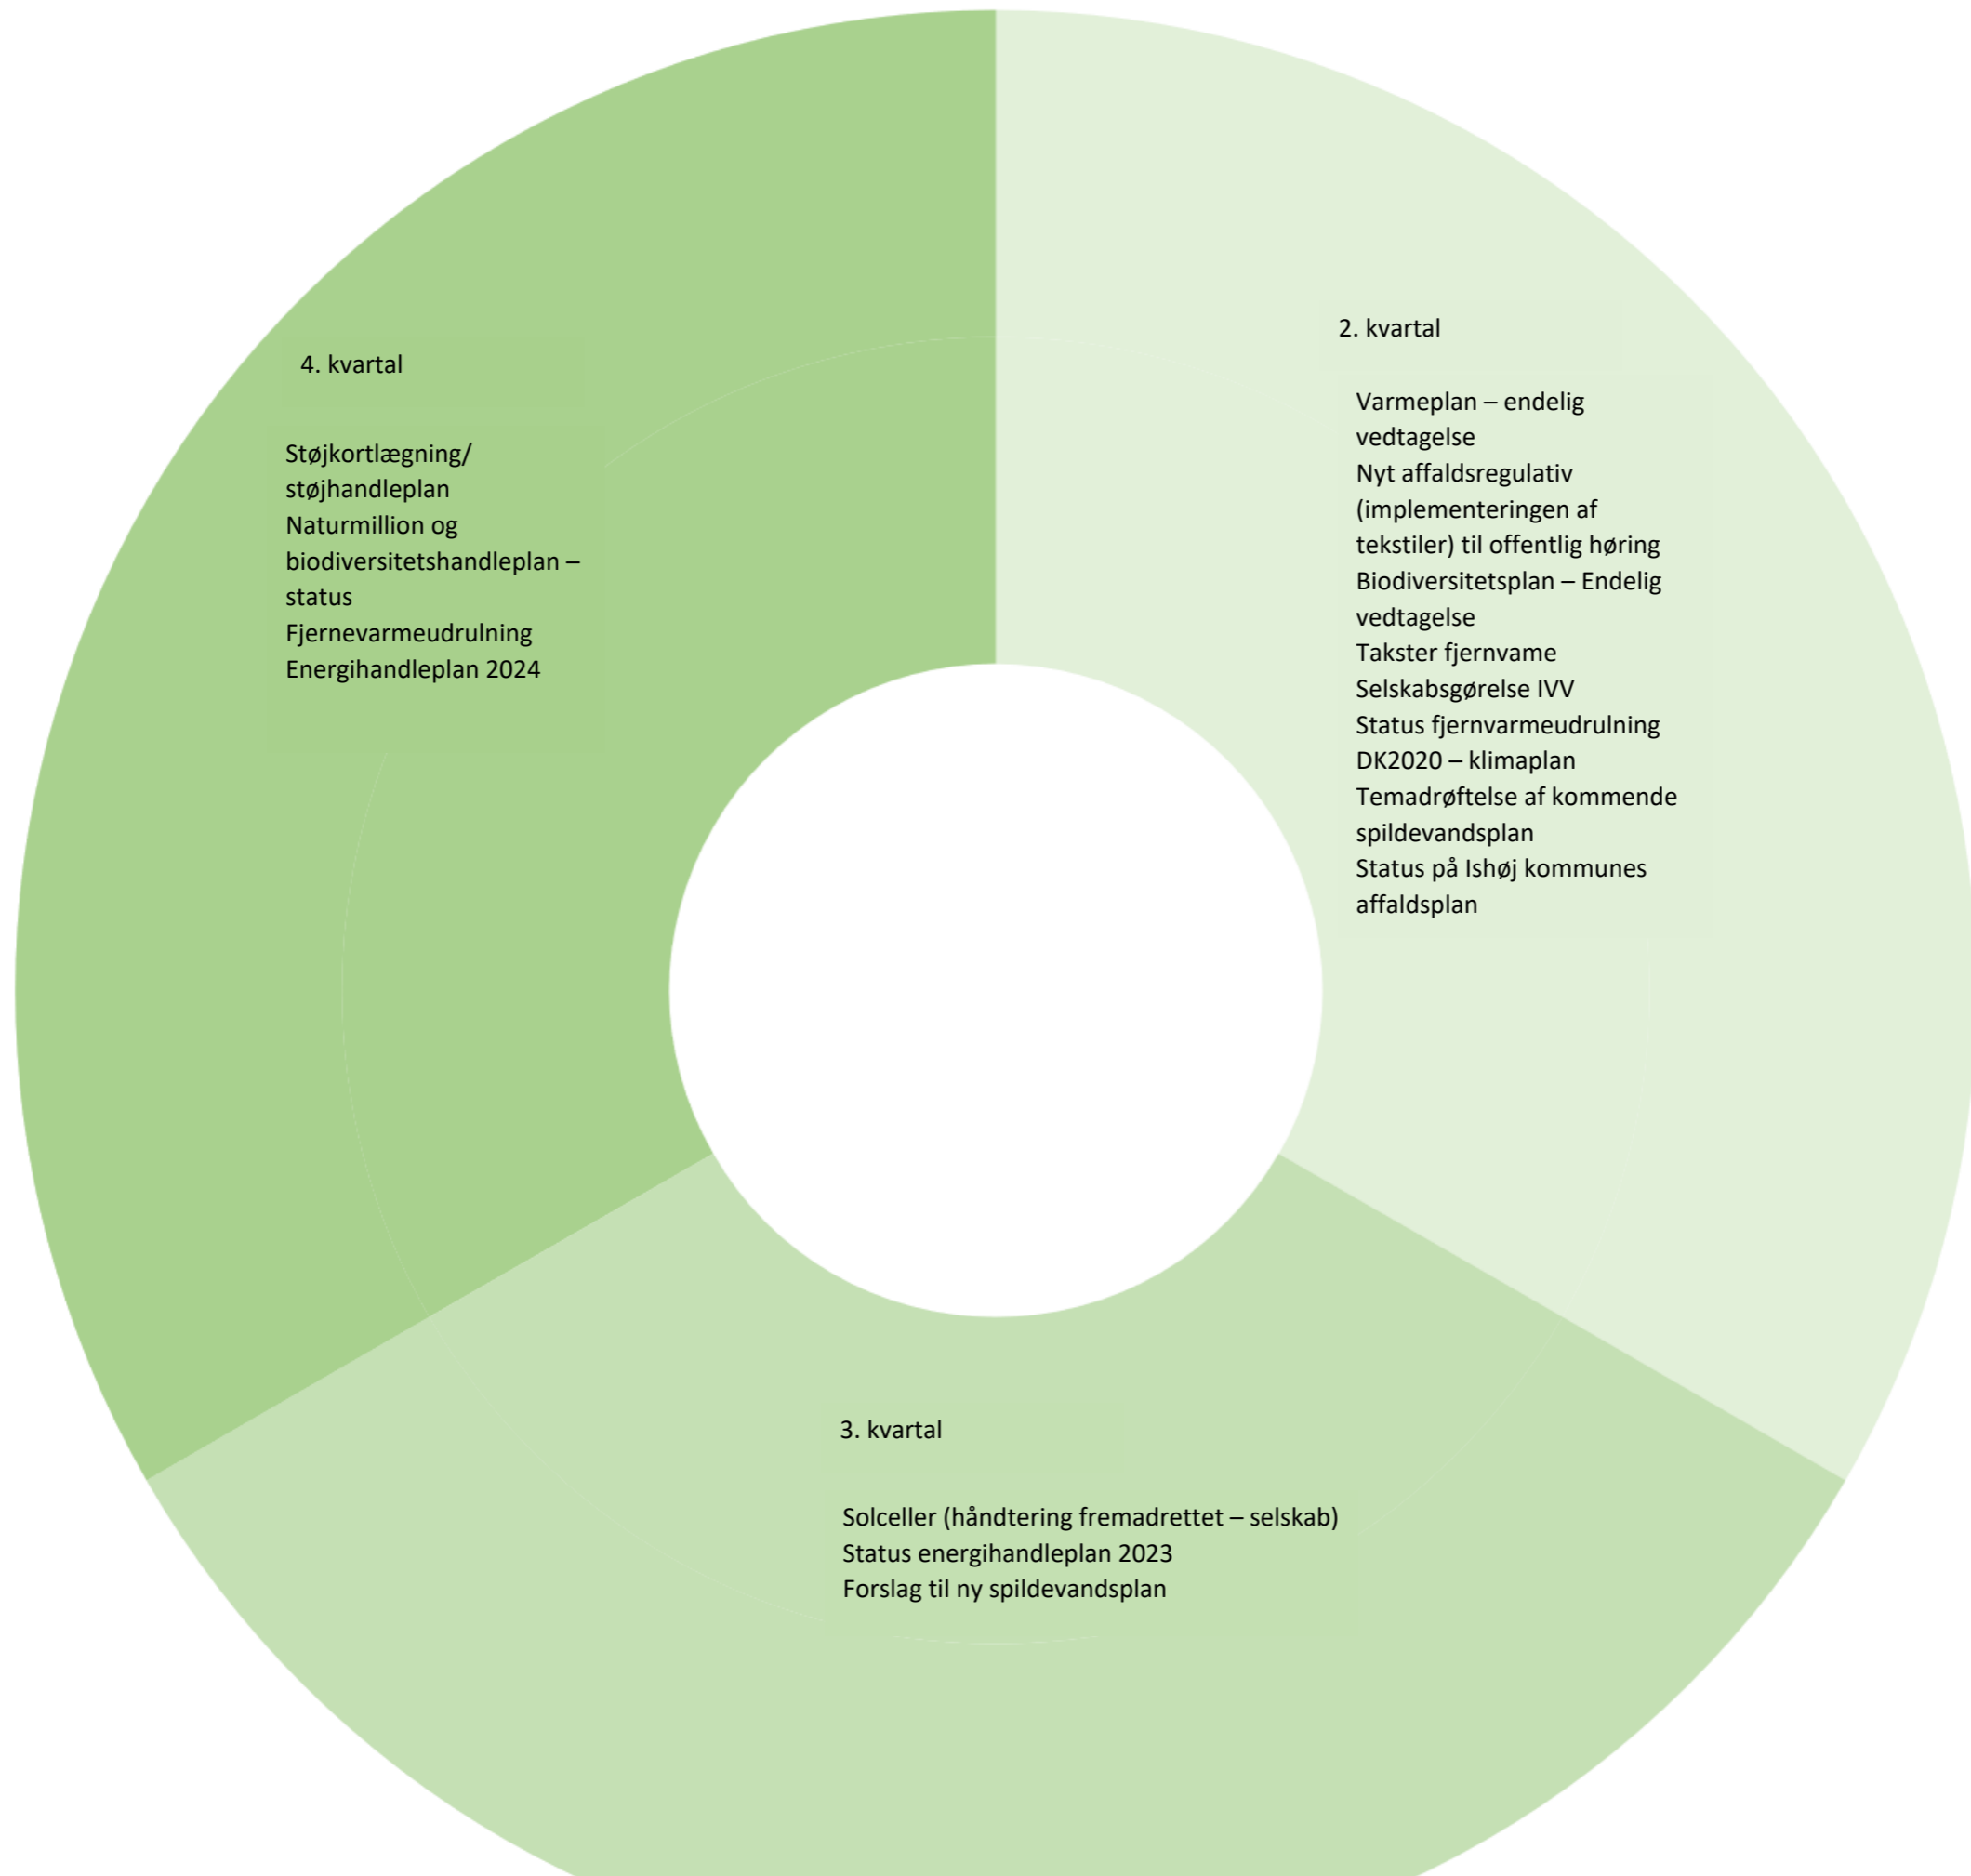 4. kvartal
Støjkortlægning/
støjhandleplan
Naturmillion og
biodiversitetshandleplan –
status
Fjernevarmeudrulning
Energihandleplan 2024
2. kvartal
Varmeplan – endelig
vedtagelse
Nyt affaldsregulativ
(implementeringen af
tekstiler) til offentlig høring
Biodiversitetsplan – Endelig
vedtagelse
Takster fjernvame
Selskabsgørelse IVV
Status fjernvarmeudrulning
DK2020 – klimaplan
Temadrøftelse af kommende
spildevandsplan
Status på Ishøj kommunes
affaldsplan
3. kvartal
Solceller (håndtering fremadrettet – selskab)
Status energihandleplan 2023
Forslag til ny spildevandsplan